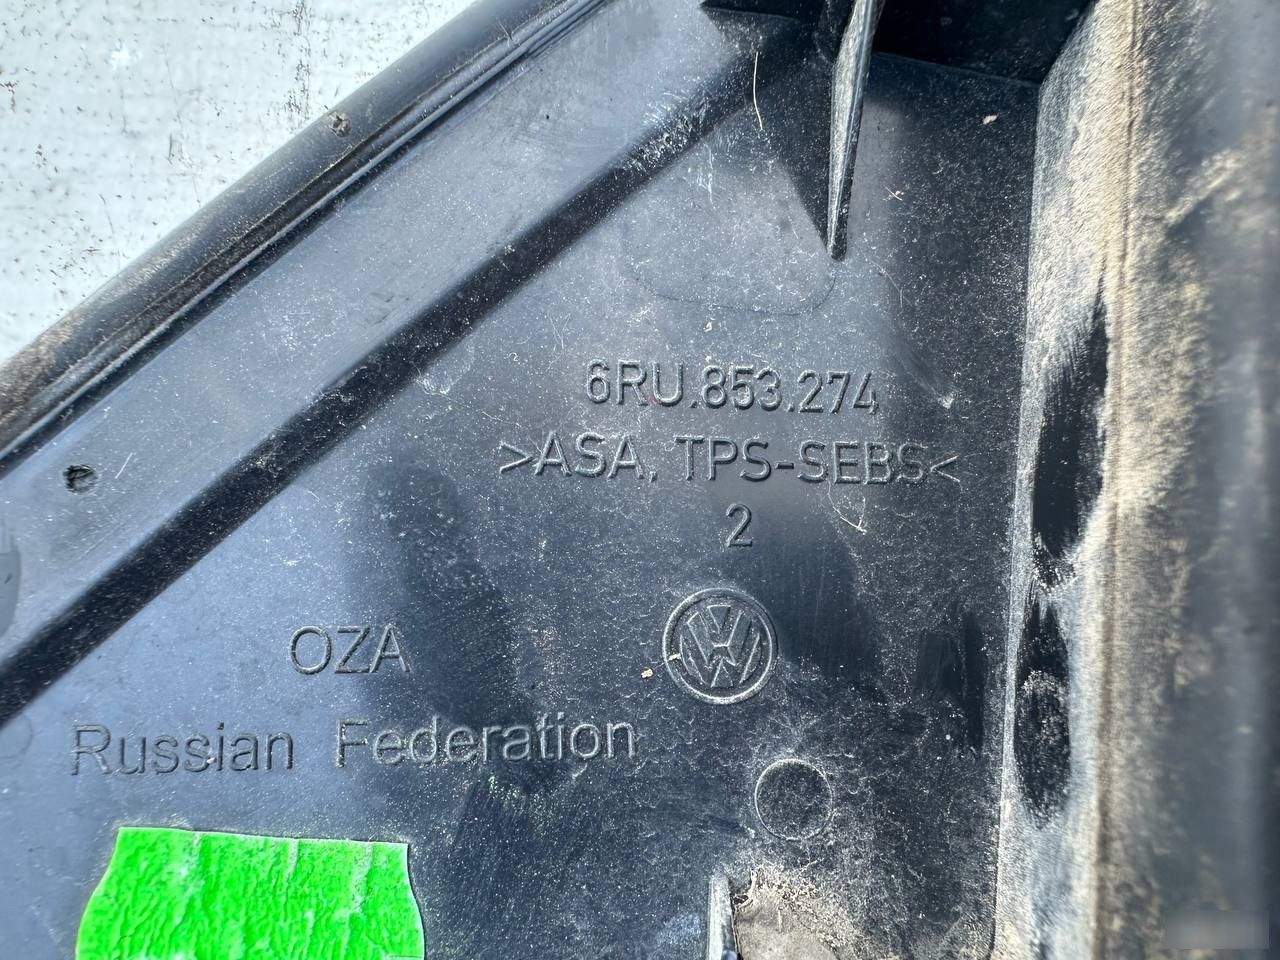 6RU.853.274
>ASA, TPS-SEBS<
2
OZA
Russian Federation